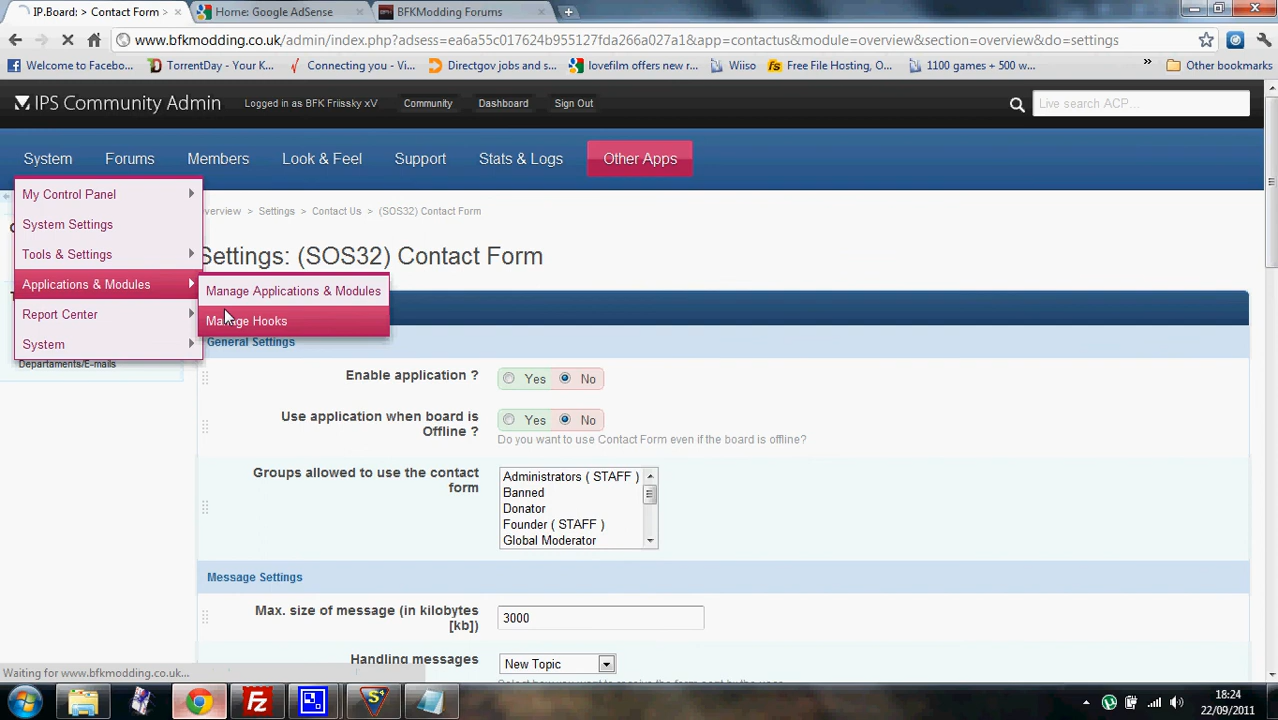 IP.Board: > Contact Form >
Home: Google AdSense
BFKModding Forums
www.bfkmodding.co.uk/admin/index.php?adsess=ea6a55c017624b955127fda266a027a1&app=contactus&module=overview&section=overview&do=settings
Welcome to Facebo...
TorrentDay - Your K...
Connecting you - Vi...
Directgov jobs and s...
lovefilm offers new r...
Wiiso
Free File Hosting, O...
1100 games + 500 w...
Other bookmarks
IPS Community Admin
Logged in as BFK Friissky xV
Community
Dashboard
Sign Out
Live search ACP...
System
Forums
Members
Look & Feel
Support
Stats & Logs
Other Apps
My Control Panel
System Settings
Tools & Settings
Applications & Modules
Report Center
System
Manage Applications & Modules
Manage Hooks
Departaments/E-mails
Overview > Settings > Contact Us > (SOS32) Contact Form
Settings: (SOS32) Contact Form
General Settings
Enable application ?
Yes No
Use application when board is
Offline ?
Yes No
Do you want to use Contact Form even if the board is offline?
Groups allowed to use the contact
form
Administrators ( STAFF )
Banned
Donator
Founder ( STAFF )
Global Moderator
Message Settings
Max. size of message (in kilobytes
[kb])
3000
Handling messages
New Topic
Waiting for www.bfkmodding.co.uk...
18:24
22/09/2011